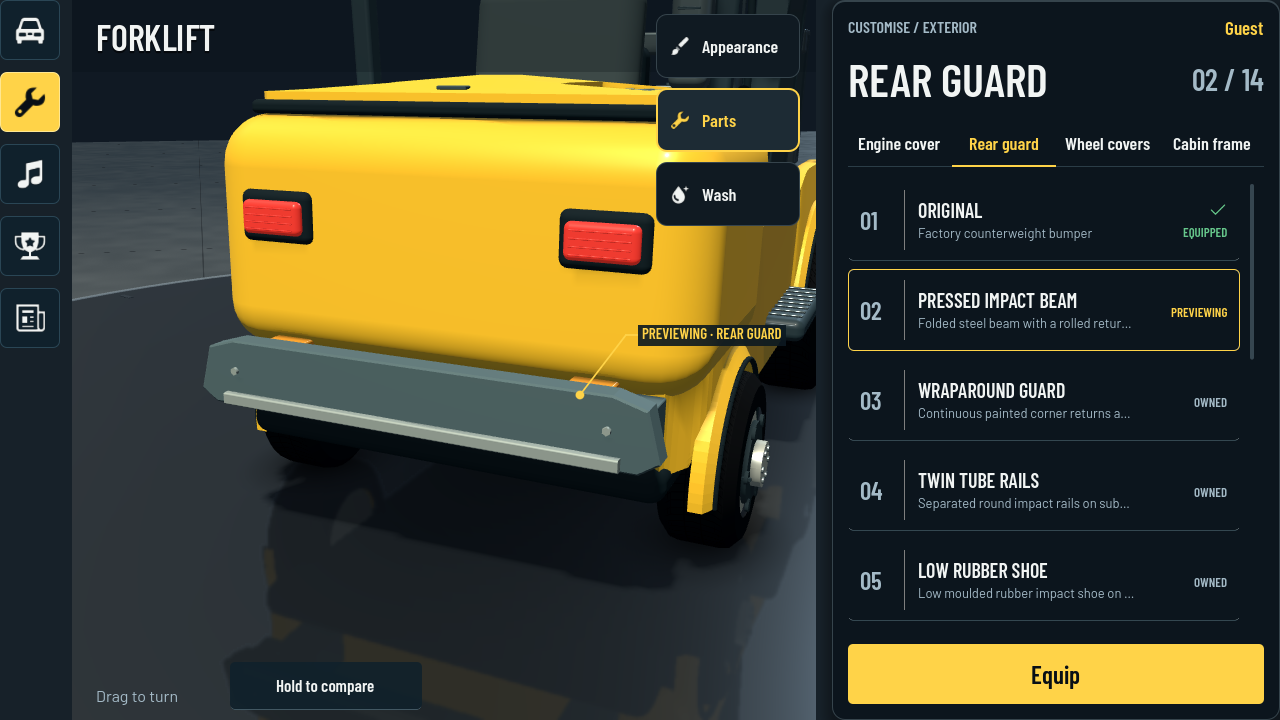 FORKLIFT
Appearance
Parts
Wash
PREVIEWING · REAR GUARD
Drag to turn
Hold to compare
CUSTOMISE / EXTERIOR
Guest
REAR GUARD
02 / 14
Engine cover
Rear guard
Wheel covers
Cabin frame
01
ORIGINAL
Factory counterweight bumper
EQUIPPED
02
PRESSED IMPACT BEAM
Folded steel beam with a rolled retur...
PREVIEWING
03
WRAPAROUND GUARD
Continuous painted corner returns a...
OWNED
04
TWIN TUBE RAILS
Separated round impact rails on sub...
OWNED
05
LOW RUBBER SHOE
Low moulded rubber impact shoe on ...
OWNED
Equip